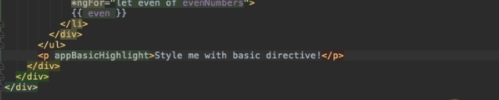 *ngFor="let even of evenNumbers">
{{ even }}
</li>
</div>
</ul>
<p appBasicHighlight>Style me with basic directive!</p>
</div>
</div>
</div>